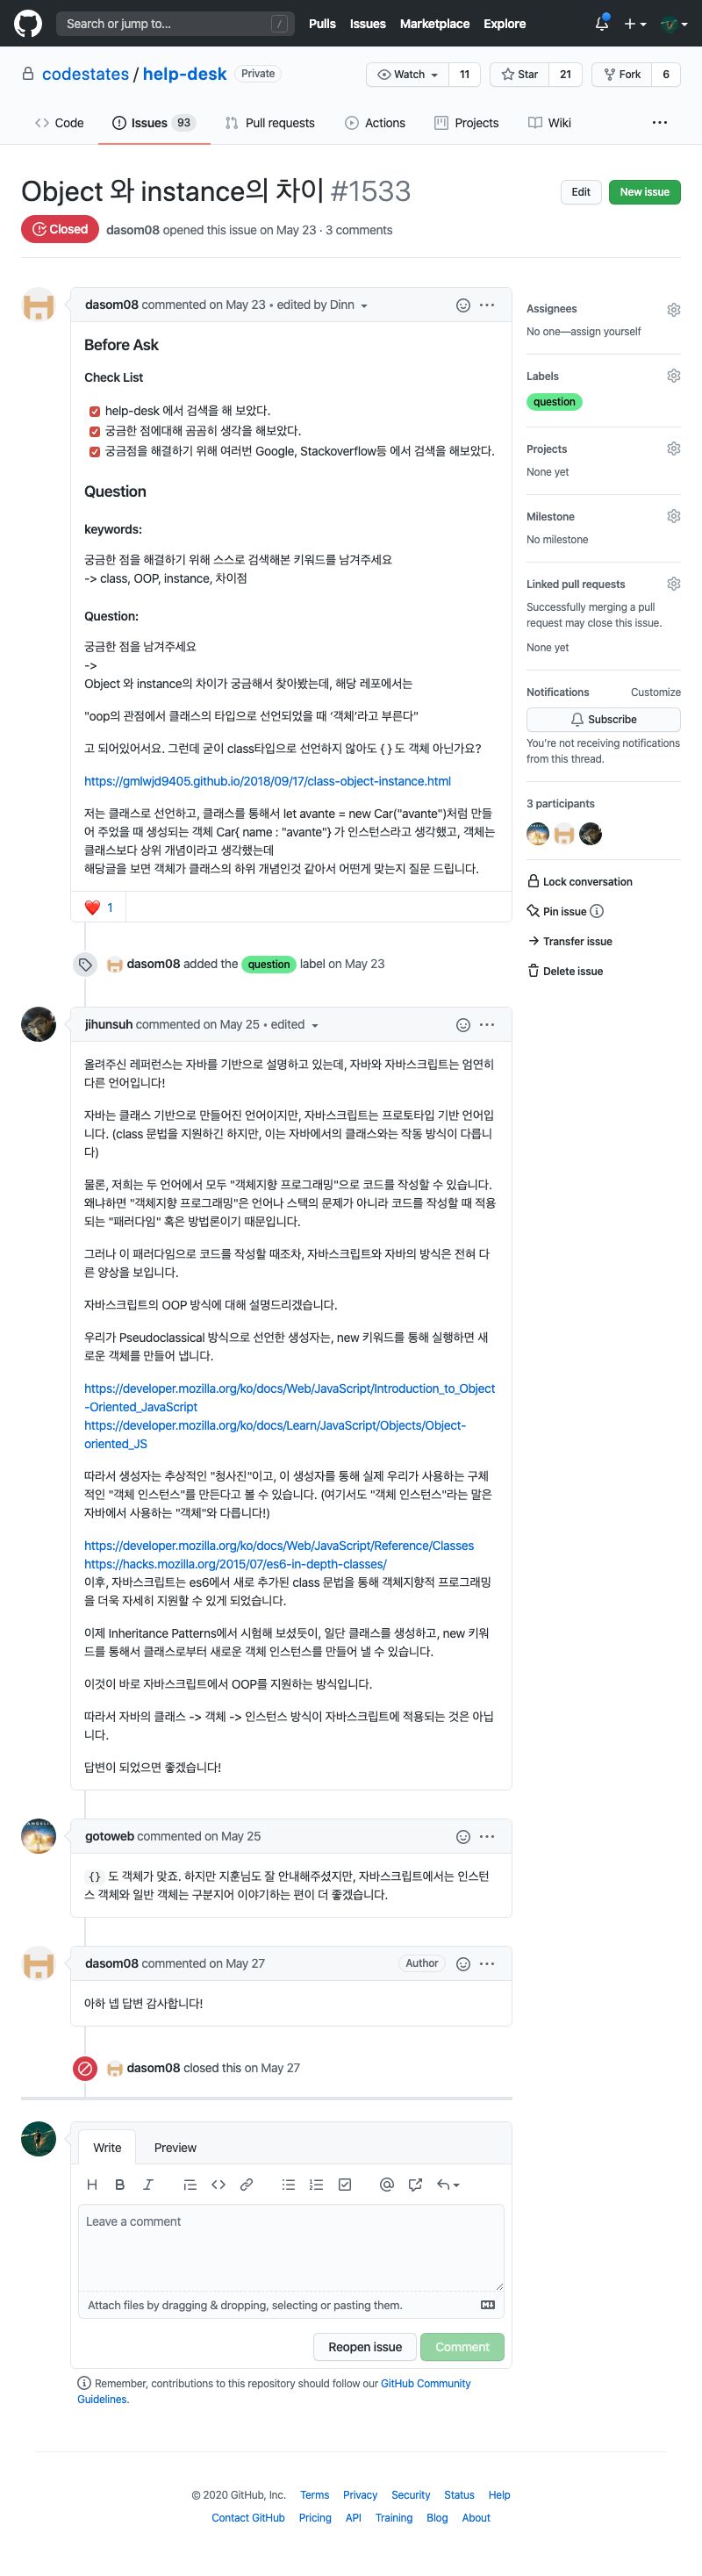 Search or jump to... /
Pulls Issues Marketplace Explore
codestates / help-desk Private
Watch 11 Star 21 Fork 6
Code Issues 93 Pull requests Actions Projects Wiki
Object 와 instance의 차이 #1533
Edit New issue
Closed dasom08 opened this issue on May 23 · 3 comments
dasom08 commented on May 23 • edited by Dinn
Before Ask
Check List
help-desk 에서 검색을 해 보았다.
궁금한 점에대해 곰곰히 생각을 해보았다.
궁금점을 해결하기 위해 여러번 Google, Stackoverflow등 에서 검색을 해보았다.
Question
keywords:
궁금한 점을 해결하기 위해 스스로 검색해본 키워드를 남겨주세요
-> class, OOP, instance, 차이점
Question:
궁금한 점을 남겨주세요
->
Object 와 instance의 차이가 궁금해서 찾아봤는데, 해당 레포에서는
"oop의 관점에서 클래스의 타입으로 선언되었을 때 ‘객체’라고 부른다"
고 되어있어서요. 그런데 굳이 class타입으로 선언하지 않아도 { } 도 객체 아닌가요?
https://gmlwjd9405.github.io/2018/09/17/class-object-instance.html
저는 클래스로 선언하고, 클래스를 통해서 let avante = new Car("avante")처럼 만들
어 주었을 때 생성되는 객체 Car{ name : "avante"} 가 인스턴스라고 생각했고, 객체는
클래스보다 상위 개념이라고 생각했는데
해당글을 보면 객체가 클래스의 하위 개념인것 같아서 어떤게 맞는지 질문 드립니다.
❤️ 1
dasom08 added the question label on May 23
jihunsuh commented on May 25 • edited
올려주신 레퍼런스는 자바를 기반으로 설명하고 있는데, 자바와 자바스크립트는 엄연히
다른 언어입니다!
자바는 클래스 기반으로 만들어진 언어이지만, 자바스크립트는 프로토타입 기반 언어입
니다. (class 문법을 지원하긴 하지만, 이는 자바에서의 클래스와는 작동 방식이 다릅니
다)
물론, 저희는 두 언어에서 모두 "객체지향 프로그래밍"으로 코드를 작성할 수 있습니다.
왜냐하면 "객체지향 프로그래밍"은 언어나 스택의 문제가 아니라 코드를 작성할 때 적용
되는 "패러다임" 혹은 방법론이기 때문입니다.
그러나 이 패러다임으로 코드를 작성할 때조차, 자바스크립트와 자바의 방식은 전혀 다
른 양상을 보입니다.
자바스크립트의 OOP 방식에 대해 설명드리겠습니다.
우리가 Pseudoclassical 방식으로 선언한 생성자는, new 키워드를 통해 실행하면 새
로운 객체를 만들어 냅니다.
https://developer.mozilla.org/ko/docs/Web/JavaScript/Introduction_to_Object
-Oriented_JavaScript
https://developer.mozilla.org/ko/docs/Learn/JavaScript/Objects/Object-
oriented_JS
따라서 생성자는 추상적인 "청사진"이고, 이 생성자를 통해 실제 우리가 사용하는 구체
적인 "객체 인스턴스"를 만든다고 볼 수 있습니다. (여기서도 "객체 인스턴스"라는 말은
자바에서 사용하는 "객체"와 다릅니다!)
https://developer.mozilla.org/ko/docs/Web/JavaScript/Reference/Classes
https://hacks.mozilla.org/2015/07/es6-in-depth-classes/
이후, 자바스크립트는 es6에서 새로 추가된 class 문법을 통해 객체지향적 프로그래밍
을 더욱 자세히 지원할 수 있게 되었습니다.
이제 Inheritance Patterns에서 시험해 보셨듯이, 일단 클래스를 생성하고, new 키워
드를 통해서 클래스로부터 새로운 객체 인스턴스를 만들어 낼 수 있습니다.
이것이 바로 자바스크립트에서 OOP를 지원하는 방식입니다.
따라서 자바의 클래스 -> 객체 -> 인스턴스 방식이 자바스크립트에 적용되는 것은 아닙
니다.
답변이 되었으면 좋겠습니다!
gotoweb commented on May 25
{} 도 객체가 맞죠. 하지만 지훈님도 잘 안내해주셨지만, 자바스크립트에서는 인스턴
스 객체와 일반 객체는 구분지어 이야기하는 편이 더 좋겠습니다.
dasom08 commented on May 27 Author
아하 넵 답변 감사합니다!
dasom08 closed this on May 27
Write Preview
H B I
Leave a comment
Attach files by dragging & dropping, selecting or pasting them.
Reopen issue Comment
Remember, contributions to this repository should follow our GitHub Community
Guidelines.
Assignees
No one—assign yourself
Labels
question
Projects
None yet
Milestone
No milestone
Linked pull requests
Successfully merging a pull
request may close this issue.
None yet
Notifications Customize
Subscribe
You’re not receiving notifications
from this thread.
3 participants
Lock conversation
Pin issue
Transfer issue
Delete issue
© 2020 GitHub, Inc. Terms Privacy Security Status Help
Contact GitHub Pricing API Training Blog About